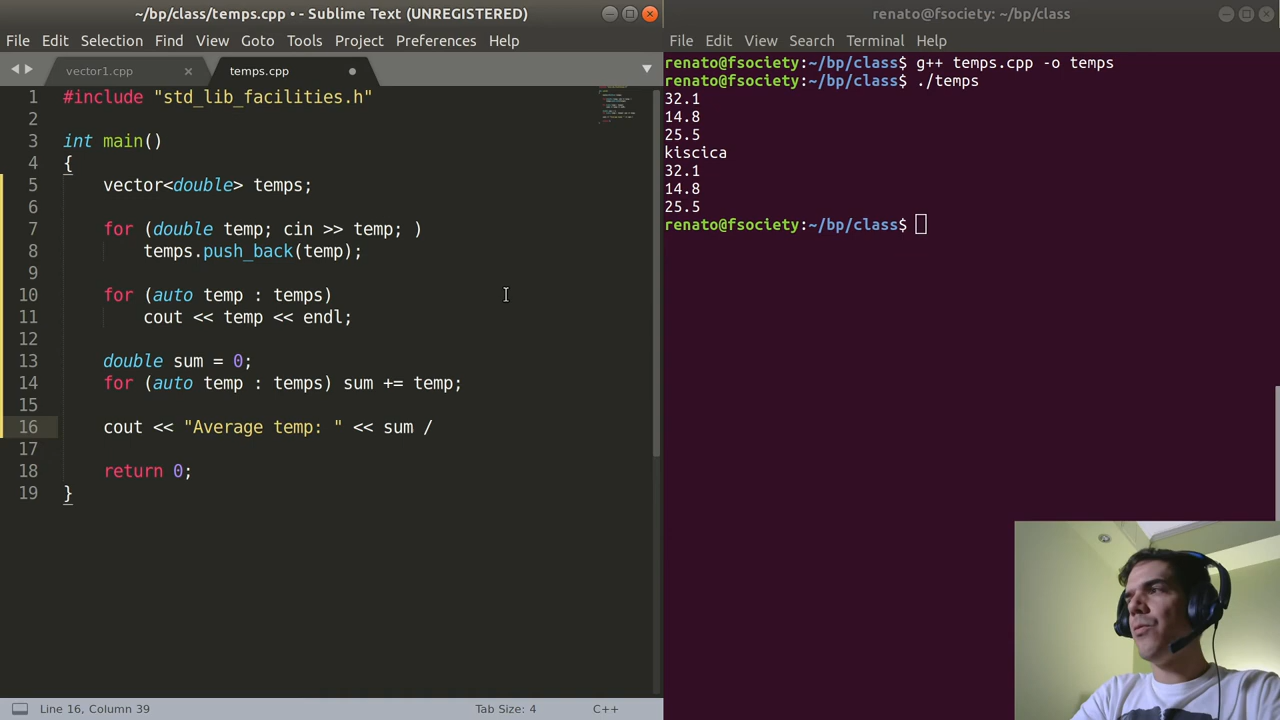 ~/bp/class/temps.cpp • - Sublime Text (UNREGISTERED)
File Edit Selection Find View Goto Tools Project Preferences Help
vector1.cpp × temps.cpp
1 #include "std_lib_facilities.h"
2
3 int main()
4 {
5 vector<double> temps;
6
7 for (double temp; cin >> temp; )
8 temps.push_back(temp);
9
10 for (auto temp : temps)
11 cout << temp << endl;
12
13 double sum = 0;
14 for (auto temp : temps) sum += temp;
15
16 cout << "Average temp: " << sum /
17
18 return 0;
19 }
Line 16, Column 39 Tab Size: 4 C++
renato@fsociety: ~/bp/class
File Edit View Search Terminal Help
renato@fsociety:~/bp/class$ g++ temps.cpp -o temps
renato@fsociety:~/bp/class$ ./temps
32.1
14.8
25.5
kiscica
32.1
14.8
25.5
renato@fsociety:~/bp/class$